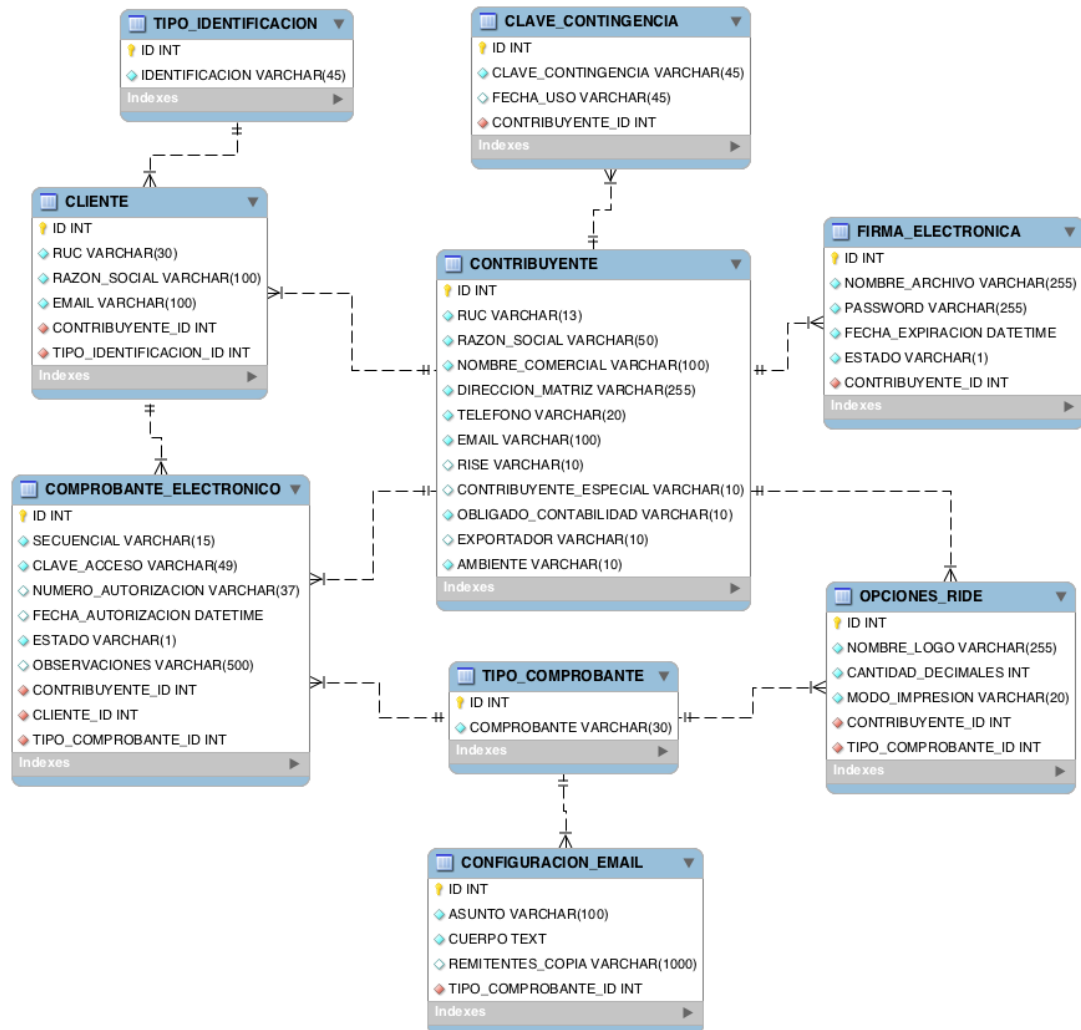 TIPO_IDENTIFICACION
ID INT
IDENTIFICACION VARCHAR(45)
Indexes
CLAVE_CONTINGENCIA
ID INT
CLAVE_CONTINGENCIA VARCHAR(45)
FECHA_USO VARCHAR(45)
CONTRIBUYENTE_ID INT
Indexes
CLIENTE
ID INT
RUC VARCHAR(30)
RAZON_SOCIAL VARCHAR(100)
EMAIL VARCHAR(100)
CONTRIBUYENTE_ID INT
TIPO_IDENTIFICACION_ID INT
Indexes
CONTRIBUYENTE
ID INT
RUC VARCHAR(13)
RAZON_SOCIAL VARCHAR(50)
NOMBRE_COMERCIAL VARCHAR(100)
DIRECCION_MATRIZ VARCHAR(255)
TELEFONO VARCHAR(20)
EMAIL VARCHAR(100)
RISE VARCHAR(10)
CONTRIBUYENTE_ESPECIAL VARCHAR(10)
OBLIGADO_CONTABILIDAD VARCHAR(10)
EXPORTADOR VARCHAR(10)
AMBIENTE VARCHAR(10)
Indexes
FIRMA_ELECTRONICA
ID INT
NOMBRE_ARCHIVO VARCHAR(255)
PASSWORD VARCHAR(255)
FECHA_EXPIRACION DATETIME
ESTADO VARCHAR(1)
CONTRIBUYENTE_ID INT
Indexes
COMPROBANTE_ELECTRONICO
ID INT
SECUENCIAL VARCHAR(15)
CLAVE_ACCESO VARCHAR(49)
NUMERO_AUTORIZACION VARCHAR(37)
FECHA_AUTORIZACION DATETIME
ESTADO VARCHAR(1)
OBSERVACIONES VARCHAR(500)
CONTRIBUYENTE_ID INT
CLIENTE_ID INT
TIPO_COMPROBANTE_ID INT
Indexes
TIPO_COMPROBANTE
ID INT
COMPROBANTE VARCHAR(30)
Indexes
OPCIONES_RIDE
ID INT
NOMBRE_LOGO VARCHAR(255)
CANTIDAD_DECIMALES INT
MODO_IMPRESION VARCHAR(20)
CONTRIBUYENTE_ID INT
TIPO_COMPROBANTE_ID INT
Indexes
CONFIGURACION_EMAIL
ID INT
ASUNTO VARCHAR(100)
CUERPO TEXT
REMITENTES_COPIA VARCHAR(1000)
TIPO_COMPROBANTE_ID INT
Indexes